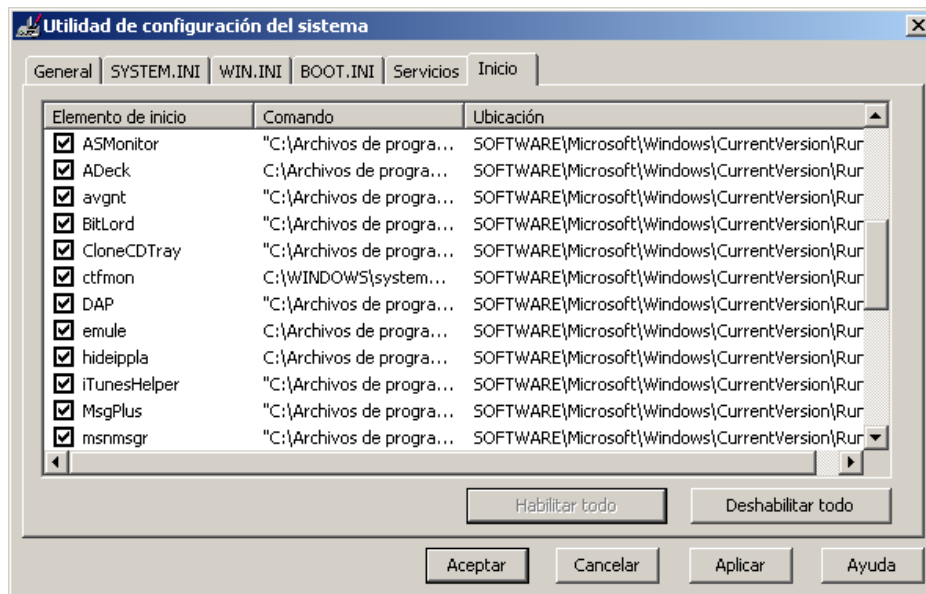 Utilidad de configuración del sistema
General SYSTEM.INI WIN.INI BOOT.INI Servicios Inicio
Elemento de inicio Comando Ubicación
ASMonitor "C:\Archivos de progra... SOFTWARE\Microsoft\Windows\CurrentVersion\Run
ADeck C:\Archivos de progra... SOFTWARE\Microsoft\Windows\CurrentVersion\Run
avgnt "C:\Archivos de progra... SOFTWARE\Microsoft\Windows\CurrentVersion\Run
BitLord "C:\Archivos de progra... SOFTWARE\Microsoft\Windows\CurrentVersion\Run
CloneCDTray "C:\Archivos de progra... SOFTWARE\Microsoft\Windows\CurrentVersion\Run
ctfmon C:\WINDOWS\system... SOFTWARE\Microsoft\Windows\CurrentVersion\Run
DAP "C:\Archivos de progra... SOFTWARE\Microsoft\Windows\CurrentVersion\Run
emule C:\Archivos de progra... SOFTWARE\Microsoft\Windows\CurrentVersion\Run
hideippla C:\Archivos de progra... SOFTWARE\Microsoft\Windows\CurrentVersion\Run
iTunesHelper "C:\Archivos de progra... SOFTWARE\Microsoft\Windows\CurrentVersion\Run
MsgPlus "C:\Archivos de progra... SOFTWARE\Microsoft\Windows\CurrentVersion\Run
msnmsgr "C:\Archivos de progra... SOFTWARE\Microsoft\Windows\CurrentVersion\Run
Habilitar todo Deshabilitar todo
Aceptar Cancelar Aplicar Ayuda